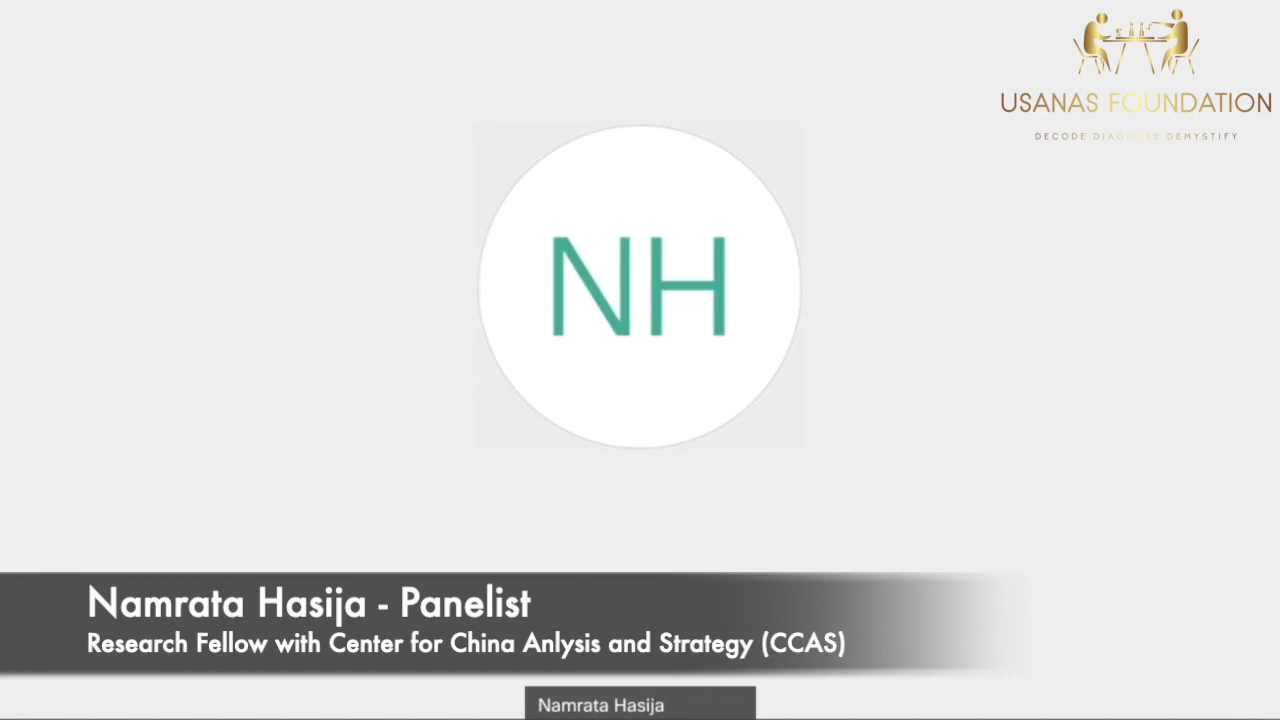 USANAS FOUNDATION
DECODE DIAGNOSE DEMYSTIFY
NH
Namrata Hasija - Panelist
Research Fellow with Center for China Anlysis and Strategy (CCAS)
Namrata Hasija